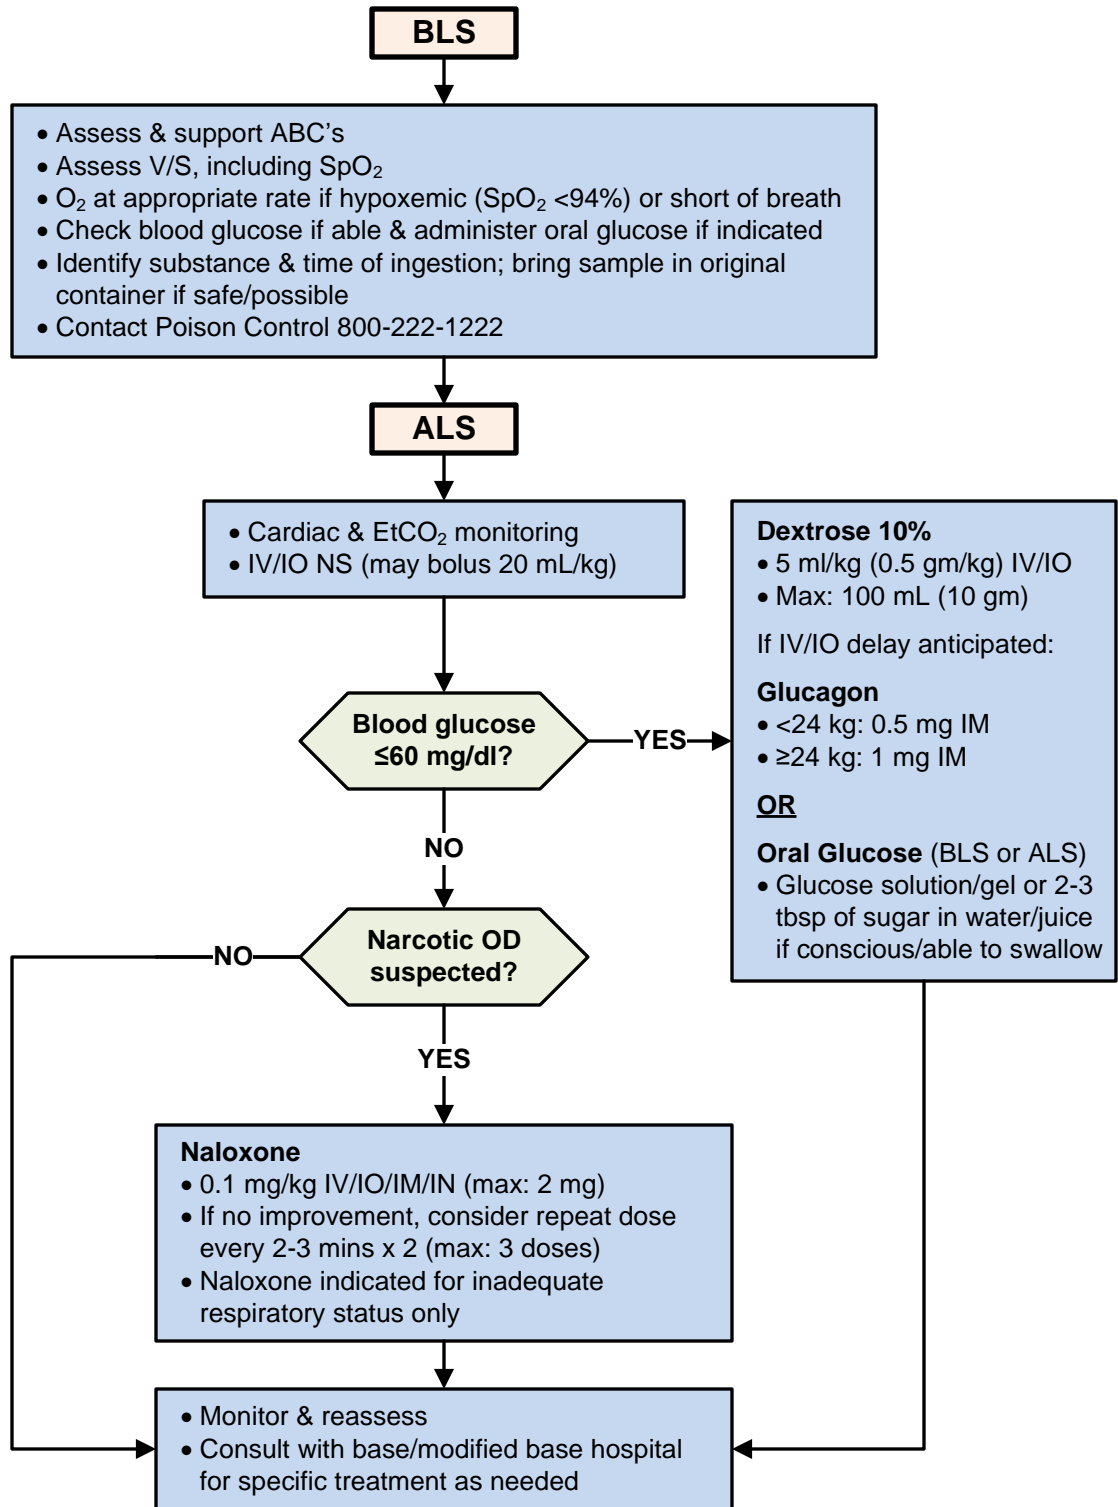 BLS
• Assess & support ABC's
• Assess V/S, including SpO₂
• O₂ at appropriate rate if hypoxemic (SpO₂ <94%) or short of breath
• Check blood glucose if able & administer oral glucose if indicated
• Identify substance & time of ingestion; bring sample in original
container if safe/possible
• Contact Poison Control 800-222-1222
ALS
• Cardiac & EtCO₂ monitoring
• IV/IO NS (may bolus 20 mL/kg)
Blood glucose
≤60 mg/dl?
YES
Dextrose 10%
• 5 ml/kg (0.5 gm/kg) IV/IO
• Max: 100 mL (10 gm)
If IV/IO delay anticipated:
Glucagon
• <24 kg: 0.5 mg IM
• ≥24 kg: 1 mg IM
OR
Oral Glucose (BLS or ALS)
• Glucose solution/gel or 2-3
tbsp of sugar in water/juice
if conscious/able to swallow
NO
Narcotic OD
suspected?
NO
YES
Naloxone
• 0.1 mg/kg IV/IO/IM/IN (max: 2 mg)
• If no improvement, consider repeat dose
every 2-3 mins x 2 (max: 3 doses)
• Naloxone indicated for inadequate
respiratory status only
• Monitor & reassess
• Consult with base/modified base hospital
for specific treatment as needed